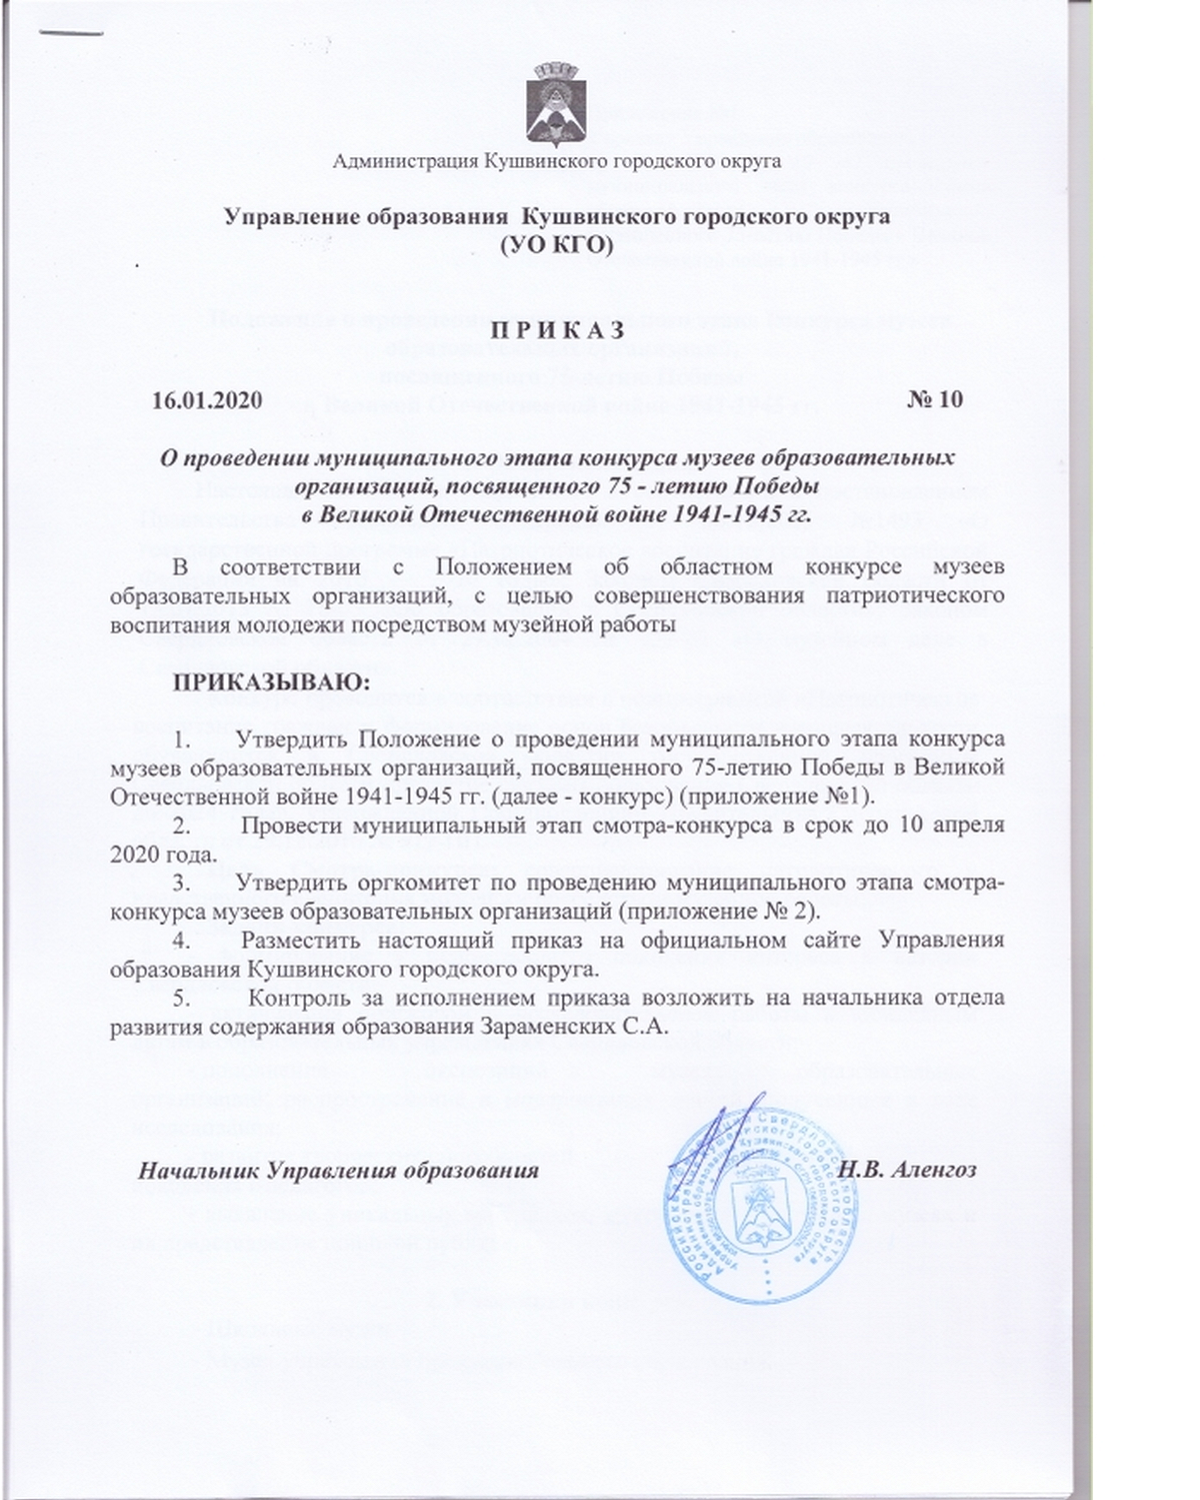 Администрация Кушвинского городского округа
Управление образования Кушвинского городского округа
(УО КГО)
П Р И К А З
16.01.2020 № 10
О проведении муниципального этапа конкурса музеев образовательных
организаций, посвященного 75 - летию Победы
в Великой Отечественной войне 1941-1945 гг.
В соответствии с Положением об областном конкурсе музеев
образовательных организаций, с целью совершенствования патриотического
воспитания молодежи посредством музейной работы
ПРИКАЗЫВАЮ:
1. Утвердить Положение о проведении муниципального этапа конкурса
музеев образовательных организаций, посвященного 75-летию Победы в Великой
Отечественной войне 1941-1945 гг. (далее - конкурс) (приложение №1).
2. Провести муниципальный этап смотра-конкурса в срок до 10 апреля
2020 года.
3. Утвердить оргкомитет по проведению муниципального этапа смотра-
конкурса музеев образовательных организаций (приложение № 2).
4. Разместить настоящий приказ на официальном сайте Управления
образования Кушвинского городского округа.
5. Контроль за исполнением приказа возложить на начальника отдела
развития содержания образования Зараменских С.А.
Начальник Управления образования Н.В. Аленгоз